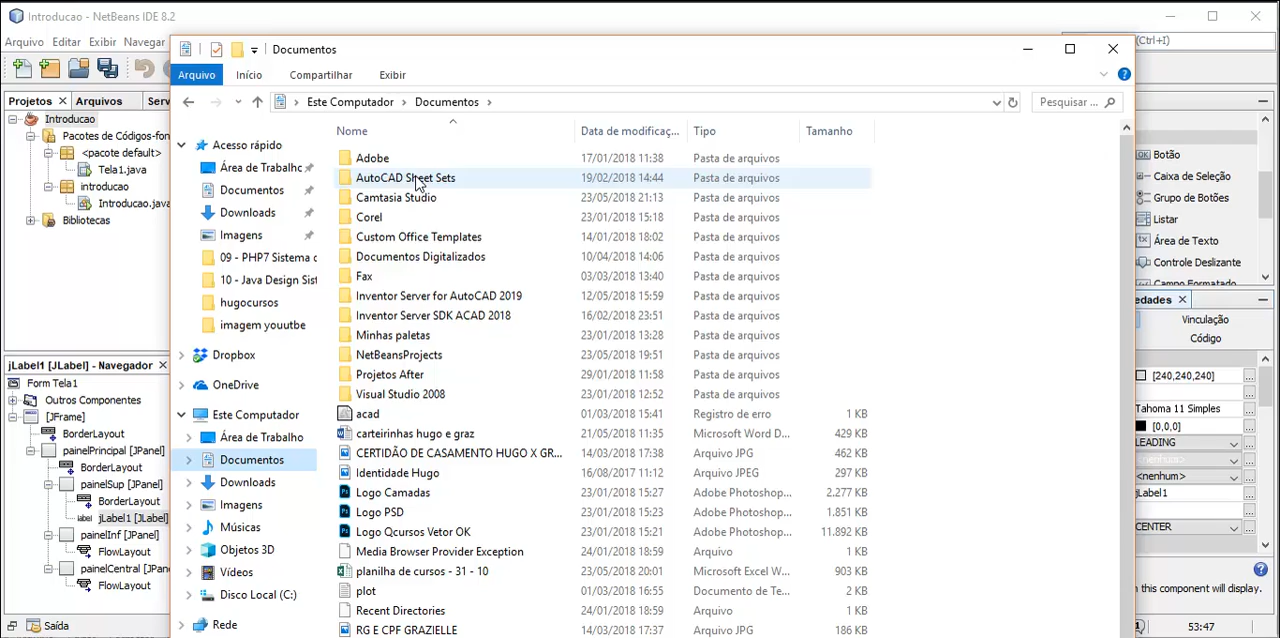 Introducao - NetBeans IDE 8.2
Arquivo Editar Exibir Navegar
(Ctrl+I)
Documentos
Arquivo Início Compartilhar Exibir
Este Computador Documentos
Pesquisar ...
Projetos Arquivos Serv
Introducao
Pacotes de Códigos-fon
<pacote default>
Tela1.java
introducao
Introducao.java
Bibliotecas
jLabel1 [JLabel] - Navegador
Form Tela1
Outros Componentes
[JFrame]
BorderLayout
painelPrincipal [JPanel]
BorderLayout
painelSup [JPanel]
BorderLayout
label jLabel1 [JLabel]
painelInf [JPanel]
FlowLayout
painelCentral [JPane
FlowLayout
Saída
Acesso rápido
Área de Trabalhc
Documentos
Downloads
Imagens
09 - PHP7 Sistema c
10 - Java Design Sist
hugocursos
imagem yoiutbe
Dropbox
OneDrive
Este Computador
Área de Trabalho
Documentos
Downloads
Imagens
Músicas
Objetos 3D
Vídeos
Disco Local (C:)
Rede
Nome Data de modificaç... Tipo Tamanho
Adobe 17/01/2018 11:38 Pasta de arquivos
AutoCAD Sheet Sets 19/02/2018 14:44 Pasta de arquivos
Camtasia Studio 23/05/2018 21:13 Pasta de arquivos
Corel 23/01/2018 15:18 Pasta de arquivos
Custom Office Templates 14/01/2018 18:02 Pasta de arquivos
Documentos Digitalizados 10/04/2018 14:06 Pasta de arquivos
Fax 03/03/2018 13:40 Pasta de arquivos
Inventor Server for AutoCAD 2019 12/05/2018 15:59 Pasta de arquivos
Inventor Server SDK ACAD 2018 16/02/2018 23:51 Pasta de arquivos
Minhas paletas 23/01/2018 13:28 Pasta de arquivos
NetBeansProjects 23/05/2018 19:51 Pasta de arquivos
Projetos After 29/01/2018 11:58 Pasta de arquivos
Visual Studio 2008 23/01/2018 12:52 Pasta de arquivos
acad 01/03/2018 15:41 Registro de erro 1 KB
carteirinhas hugo e graz 21/05/2018 11:35 Microsoft Word D... 429 KB
CERTIDÃO DE CASAMENTO HUGO X GR... 14/03/2018 17:38 Arquivo JPG 462 KB
Identidade Hugo 16/08/2017 11:12 Arquivo JPEG 297 KB
Logo Camadas 23/01/2018 15:27 Adobe Photoshop... 2.277 KB
Logo PSD 23/01/2018 15:23 Adobe Photoshop... 1.851 KB
Logo Qcursos Vetor OK 23/01/2018 15:21 Adobe Photoshop... 11.892 KB
Media Browser Provider Exception 24/01/2018 18:59 Arquivo 1 KB
planilha de cursos - 31 - 10 23/05/2018 20:01 Microsoft Excel W... 903 KB
plot 01/03/2018 16:55 Documento de Te... 2 KB
Recent Directories 24/01/2018 18:59 Arquivo 1 KB
RG E CPF GRAZIELLE 14/03/2018 17:37 Arquivo JPG 186 KB
OK Botão
Caixa de Seleção
Grupo de Botões
Listar
Área de Texto
Controle Deslizante
Campo Formatado
edades
Vinculação
Código
[240,240,240]
Tahoma 11 Simples
[0,0,0]
LEADING
<nenhum>
<nenhum>
jLabel1
CENTER
n this component will display.
53:47